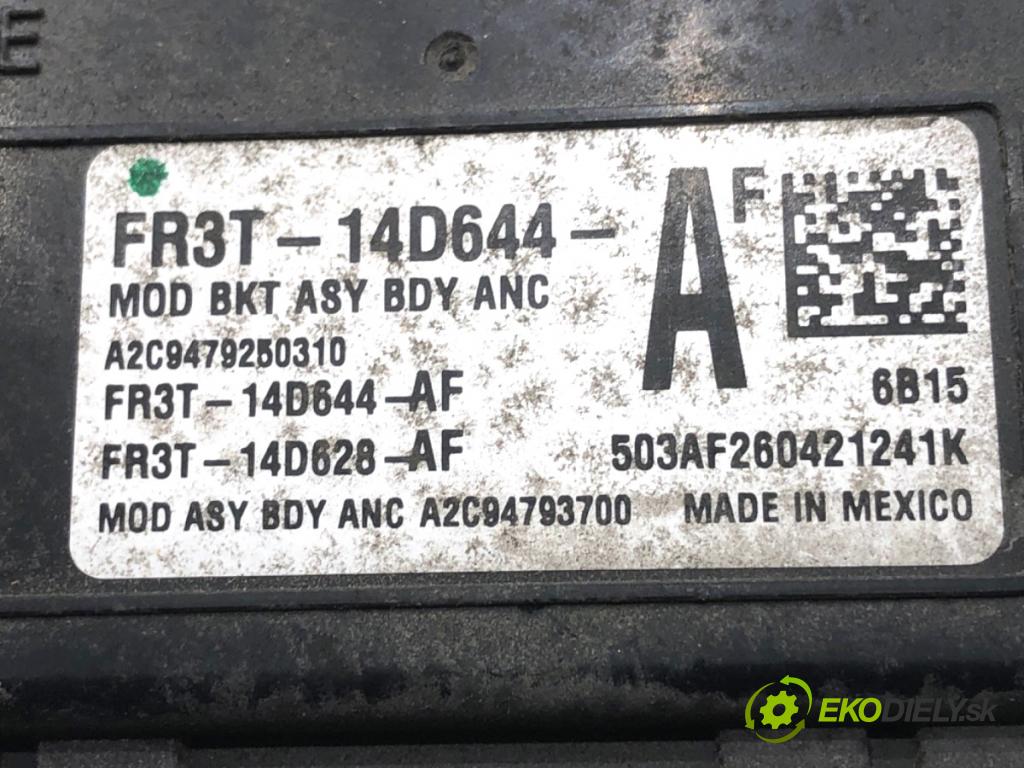 E
FR3T-14D644-AF
MOD BKT ASY BDY ANC
A2C9479250310
FR3T-14D644-AF 6B15
FR3T-14D628-AF 503AF260421241K
MOD ASY BDY ANC A2C94793700 MADE IN MEXICO
EKODIELY.sk